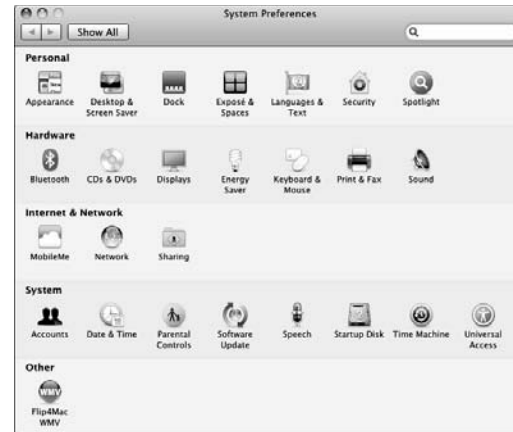 System Preferences
Show All
Personal
Appearance
Desktop & Screen Saver
Dock
Exposé & Spaces
Languages & Text
Security
Spotlight
Hardware
Bluetooth
CDs & DVDs
Displays
Energy Saver
Keyboard & Mouse
Print & Fax
Sound
Internet & Network
MobileMe
Network
Sharing
System
Accounts
Date & Time
Parental Controls
Software Update
Speech
Startup Disk
Time Machine
Universal Access
Other
WMV
Flip4Mac WMV